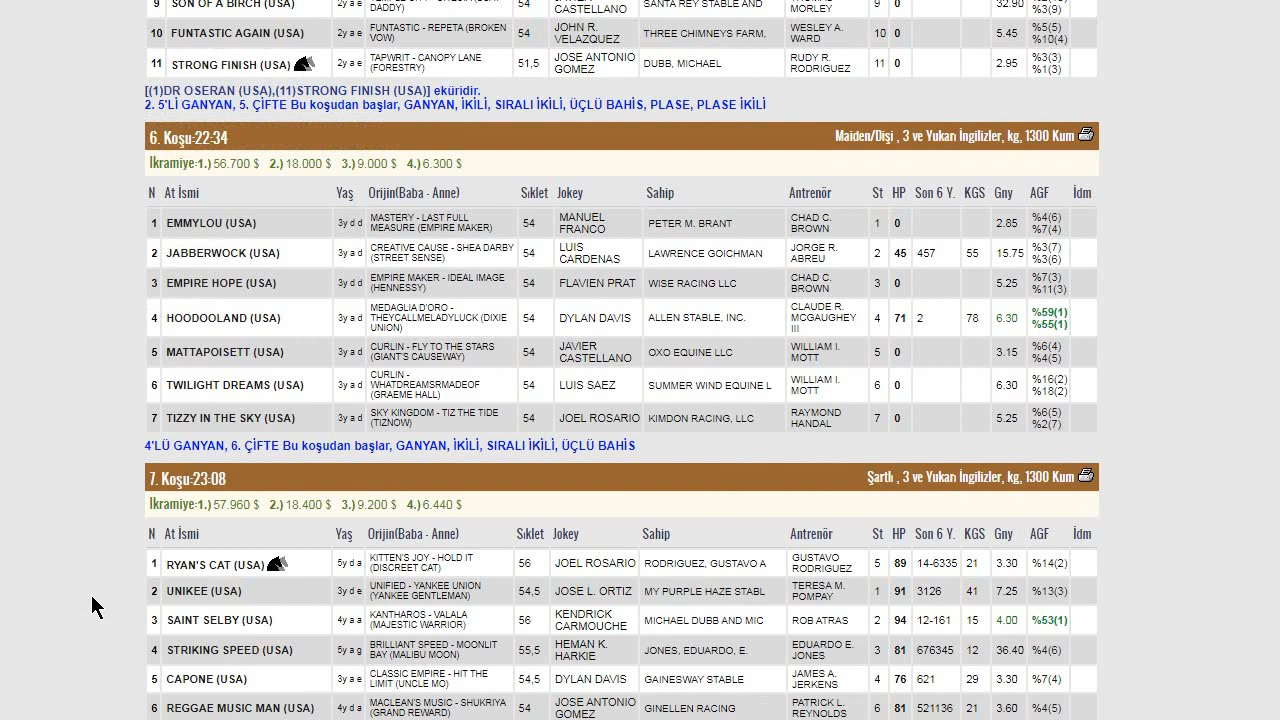 9 SON OF A BIRCH (USA) 2y a e DADDY) 54 CASTELLANO SANTA REY STABLE AND MORLEY 9 0 32.90 %3(9)
10 FUNTASTIC AGAIN (USA) 2y a e FUNTASTIC - REPETA (BROKEN VOW) 54 JOHN R. VELAZQUEZ THREE CHIMNEYS FARM, WESLEY A. WARD 10 0 5.45 %5(5) %10(4)
11 STRONG FINISH (USA) 2y a e TAPWRIT - CANOPY LANE (FORESTRY) 51,5 JOSE ANTONIO GOMEZ DUBB, MICHAEL RUDY R. RODRIGUEZ 11 0 2.95 %3(3) %1(3)
[(1)DR OSERAN (USA),(11)STRONG FINISH (USA)] eküridir.
2. 5'Lİ GANYAN, 5. ÇİFTE Bu koşudan başlar, GANYAN, İKİLİ, SIRALI İKİLİ, ÜÇLÜ BAHİS, PLASE, PLASE İKİLİ
6. Koşu:22:34 Maiden/Dişi , 3 ve Yukarı İngilizler, kg, 1300 Kum
İkramiye:1.) 56.700 $ 2.) 18.000 $ 3.) 9.000 $ 4.) 6.300 $
N At İsmi Yaş Orijin(Baba - Anne) Sıklet Jokey Sahip Antrenör St HP Son 6 Y. KGS Gny AGF İdm
1 EMMYLOU (USA) 3y d d MASTERY - LAST FULL MEASURE (EMPIRE MAKER) 54 MANUEL FRANCO PETER M. BRANT CHAD C. BROWN 1 0 2.85 %4(6) %7(4)
2 JABBERWOCK (USA) 3y a d CREATIVE CAUSE - SHEA DARBY (STREET SENSE) 54 LUIS CARDENAS LAWRENCE GOICHMAN JORGE R. ABREU 2 45 457 55 15.75 %3(7) %3(6)
3 EMPIRE HOPE (USA) 3y d d EMPIRE MAKER - IDEAL IMAGE (HENNESSY) 54 FLAVIEN PRAT WISE RACING LLC CHAD C. BROWN 3 0 5.25 %7(3) %11(3)
4 HOODOOLAND (USA) 3y a d MEDAGLIA D'ORO - THEYCALLMELADYLUCK (DIXIE UNION) 54 DYLAN DAVIS ALLEN STABLE, INC. CLAUDE R. MCGAUGHEY III 4 71 2 78 6.30 %59(1) %55(1)
5 MATTAPOISETT (USA) 3y a d CURLIN - FLY TO THE STARS (GIANT'S CAUSEWAY) 54 JAVIER CASTELLANO OXO EQUINE LLC WILLIAM I. MOTT 5 0 3.15 %6(4) %4(5)
6 TWILIGHT DREAMS (USA) 3y a d CURLIN - WHATDREAMSRMADEOF (GRAEME HALL) 54 LUIS SAEZ SUMMER WIND EQUINE L WILLIAM I. MOTT 6 0 6.30 %16(2) %18(2)
7 TIZZY IN THE SKY (USA) 3y a d SKY KINGDOM - TIZ THE TIDE (TIZNOW) 54 JOEL ROSARIO KIMDON RACING, LLC RAYMOND HANDAL 7 0 5.25 %6(5) %2(7)
4'LÜ GANYAN, 6. ÇİFTE Bu koşudan başlar, GANYAN, İKİLİ, SIRALI İKİLİ, ÜÇLÜ BAHİS
7. Koşu:23:08 Şartlı , 3 ve Yukarı İngilizler, kg, 1300 Kum
İkramiye:1.) 57.960 $ 2.) 18.400 $ 3.) 9.200 $ 4.) 6.440 $
N At İsmi Yaş Orijin(Baba - Anne) Sıklet Jokey Sahip Antrenör St HP Son 6 Y. KGS Gny AGF İdm
1 RYAN'S CAT (USA) 5y d a KITTEN'S JOY - HOLD IT (DISCREET CAT) 56 JOEL ROSARIO RODRIGUEZ, GUSTAVO A GUSTAVO RODRIGUEZ 5 89 14-6335 21 3.30 %14(2)
2 UNIKEE (USA) 3y d e UNIFIED - YANKEE UNION (YANKEE GENTLEMAN) 54,5 JOSE L. ORTIZ MY PURPLE HAZE STABL TERESA M. POMPAY 1 91 3126 41 7.25 %13(3)
3 SAINT SELBY (USA) 4y a a KANTHAROS - VALALA (MAJESTIC WARRIOR) 56 KENDRICK CARMOUCHE MICHAEL DUBB AND MIC ROB ATRAS 2 94 12-161 15 4.00 %53(1)
4 STRIKING SPEED (USA) 5y a g BRILLIANT SPEED - MOONLIT BAY (MALIBU MOON) 55,5 HEMAN K. HARKIE JONES, EDUARDO, E. EDUARDO E. JONES 3 81 676345 12 36.40 %4(6)
5 CAPONE (USA) 3y a e CLASSIC EMPIRE - HIT THE LIMIT (UNCLE MO) 54,5 DYLAN DAVIS GAINESWAY STABLE JAMES A. JERKENS 4 76 621 29 3.30 %7(4)
6 REGGAE MUSIC MAN (USA) 4y d a MACLEAN'S MUSIC - SHUKRIYA (GRAND REWARD) 54 JOSE ANTONIO GOMEZ GINELLEN RACING PATRICK L. REYNOLDS 6 81 521136 21 3.60 %4(5)